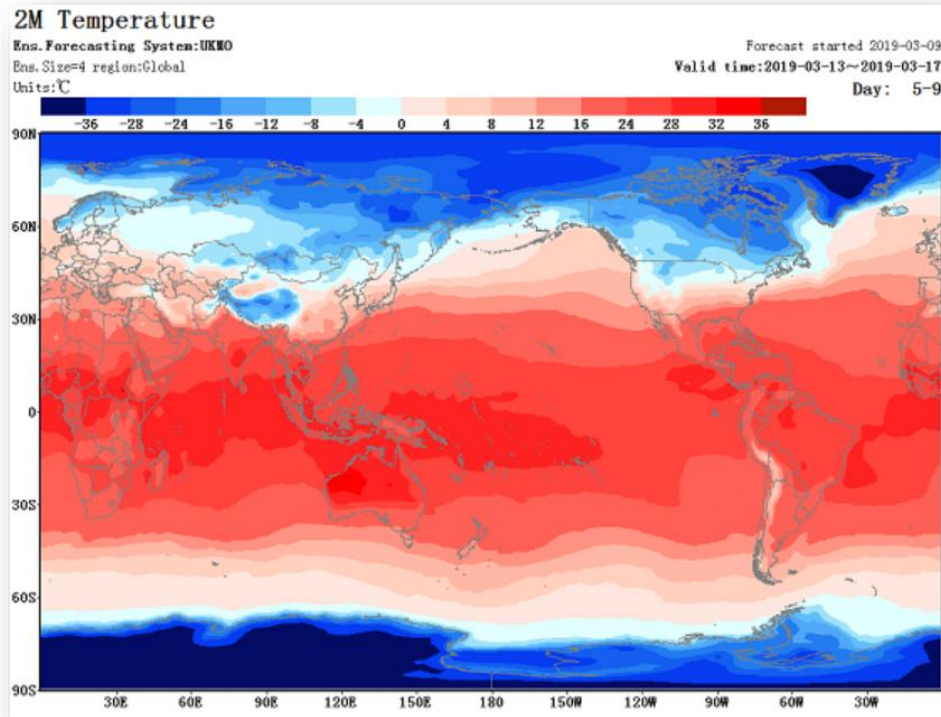 2M Temperature
Ens.Forecasting System:UKMO
Forecast started 2019-03-09
Ens.Size=4 region:Global
Valid time:2019-03-13~2019-03-17
Units:℃
Day: 5-9
-36 -28 -24 -16 -12 -8 -4 0 4 8 12 16 24 28 32 36
90N
60N
30N
0
30S
60S
90S
30E 60E 90E 120E 150E 180 150W 120W 90W 60W 30W